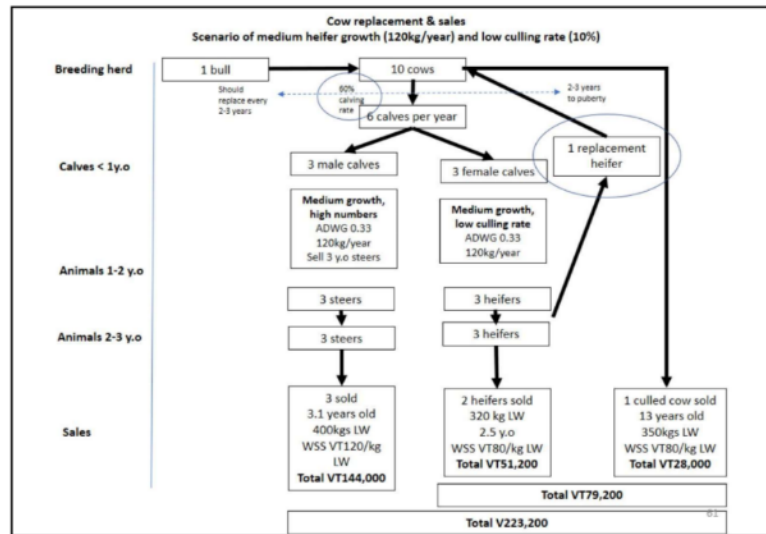 Cow replacement & sales
Scenario of medium heifer growth (120kg/year) and low culling rate (10%)
Breeding herd
1 bull
10 cows
Should
replace every
2-3 years
60%
calving
rate
2-3 years
to puberty
6 calves per year
1 replacement
heifer
Calves < 1y.o
3 male calves
3 female calves
Medium growth,
high numbers
ADWG 0.33
120kg/year
Sell 3 y.o steers
Medium growth,
low culling rate
ADWG 0.33
120kg/year
Animals 1-2 y.o
3 steers
3 heifers
Animals 2-3 y.o
3 steers
3 heifers
Sales
3 sold
3.1 years old
400kgs LW
WSS VT120/kg
LW
Total VT144,000
2 heifers sold
320 kg LW
2.5 y.o
WSS VT80/kg LW
Total VT51,200
1 culled cow sold
13 years old
350kgs LW
WSS VT80/kg LW
Total VT28,000
Total VT79,200
61
Total V223,200